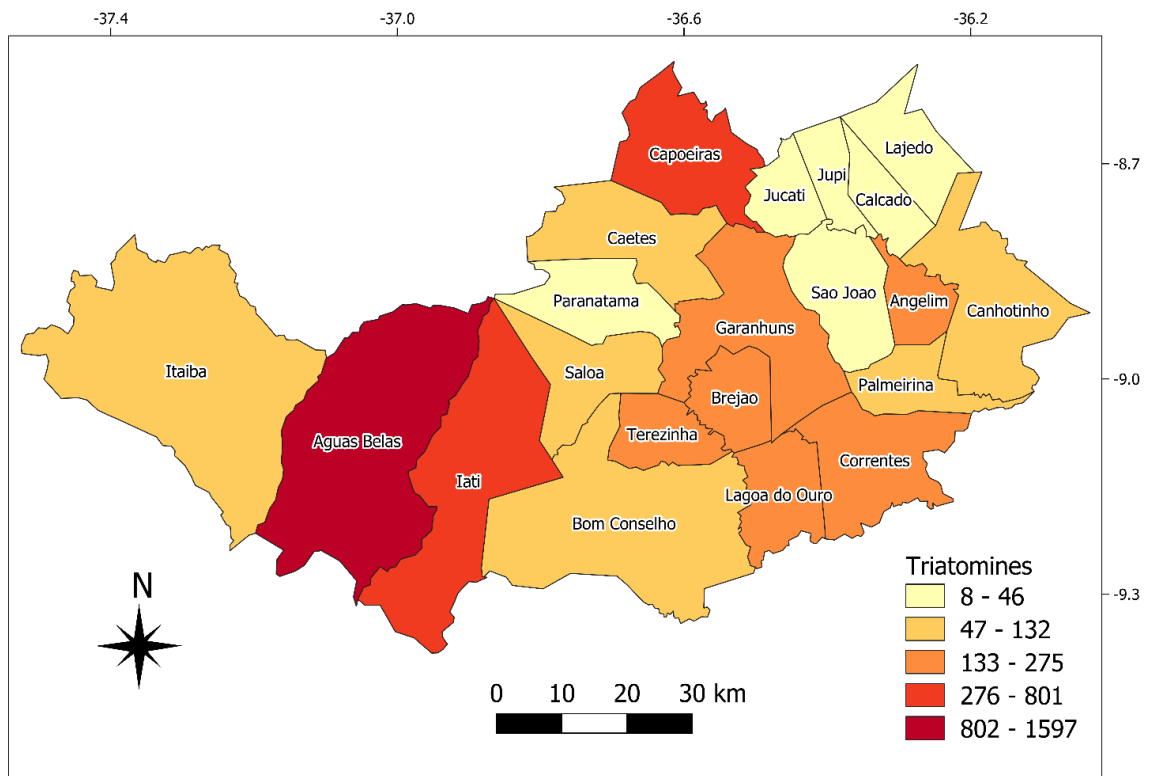 -37.4 -37.0 -36.6 -36.2
Capoeiras
Lajedo
-8.7
Jupi
Jucati
Calcado
Caetes
Paranatama
Sao Joao
Angelim
Canhotinho
Garanhuns
Itaiba
Saloa
-9.0
Palmeirina
Brejao
Aguas Belas
Terezinha
Correntes
Iati
Lagoa do Ouro
Bom Conselho
N
Triatomines
8 - 46
47 - 132
133 - 275
276 - 801
802 - 1597
-9.3
0 10 20 30 km